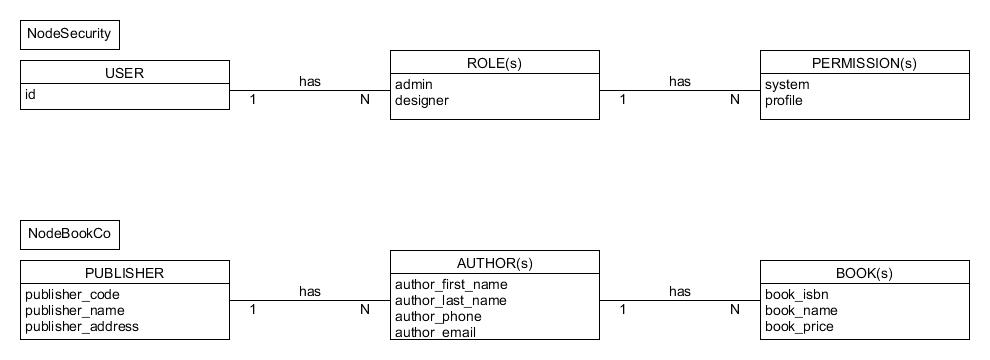 NodeSecurity
USER
id
has
1
N
ROLE(s)
admin
designer
has
1
N
PERMISSION(s)
system
profile
NodeBookCo
PUBLISHER
publisher_code
publisher_name
publisher_address
has
1
N
AUTHOR(s)
author_first_name
author_last_name
author_phone
author_email
has
1
N
BOOK(s)
book_isbn
book_name
book_price